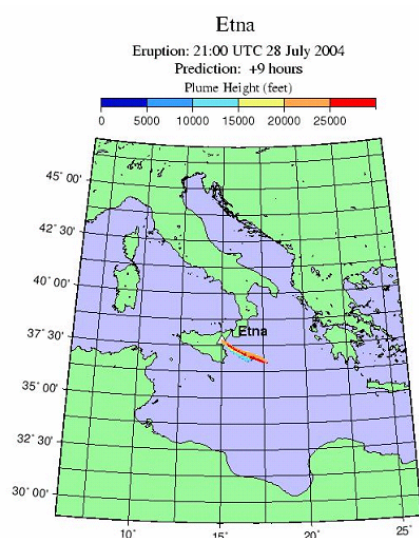 Etna
Eruption: 21:00 UTC 28 July 2004
Prediction: +9 hours
Plume Height (feet)
0 5000 10000 15000 20000 25000
45° 00'
42° 30'
40° 00'
37° 30'
Etna
35° 00'
32° 30'
30° 00'
10° 15° 20° 25°